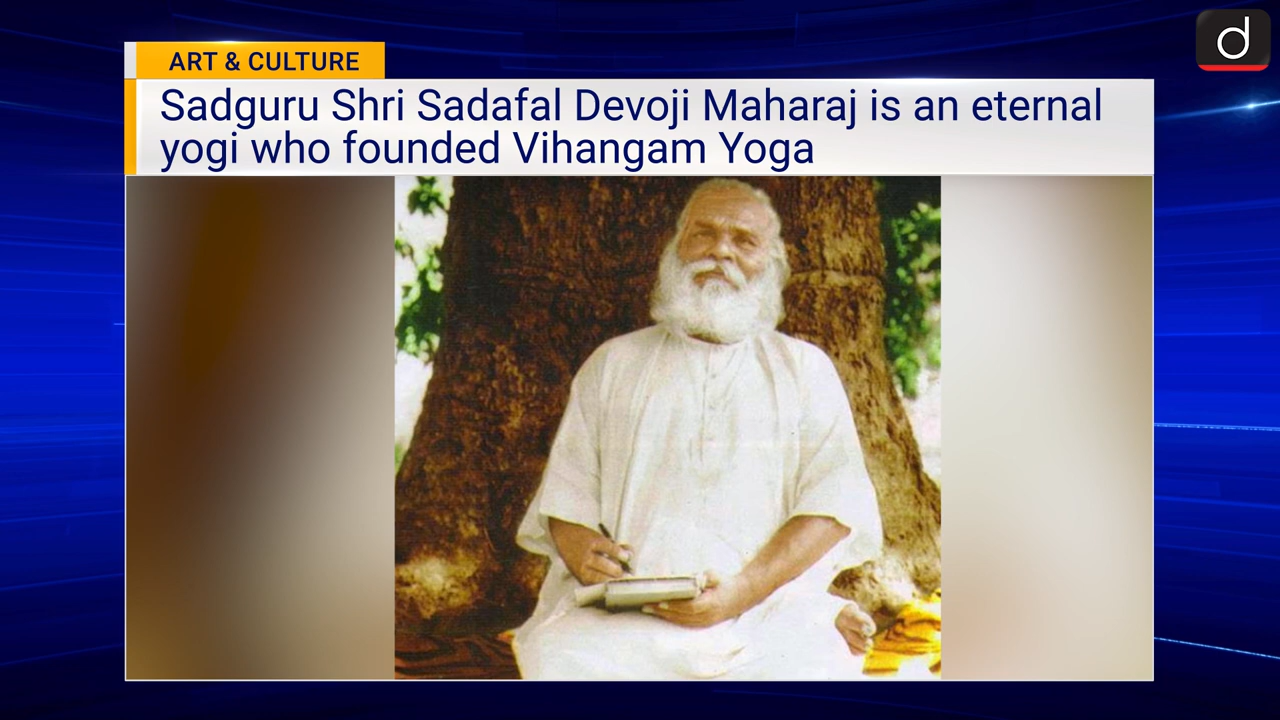 ART & CULTURE
Sadguru Shri Sadafal Devoji Maharaj is an eternal
yogi who founded Vihangam Yoga
d